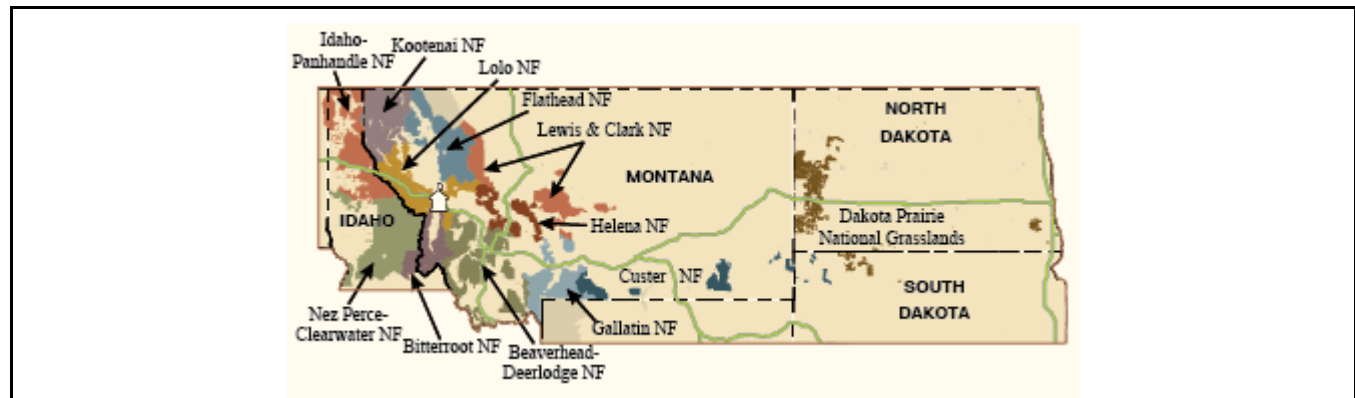 Idaho-
Panhandle NF
Kootenai NF
Lolo NF
Flathead NF
Lewis & Clark NF
MONTANA
NORTH
DAKOTA
IDAHO
Helena NF
Dakota Prairie
National Grasslands
Custer NF
SOUTH
DAKOTA
Nez Perce-
Clearwater NF
Bitterroot NF
Beaverhead-
Deerlodge NF
Gallatin NF